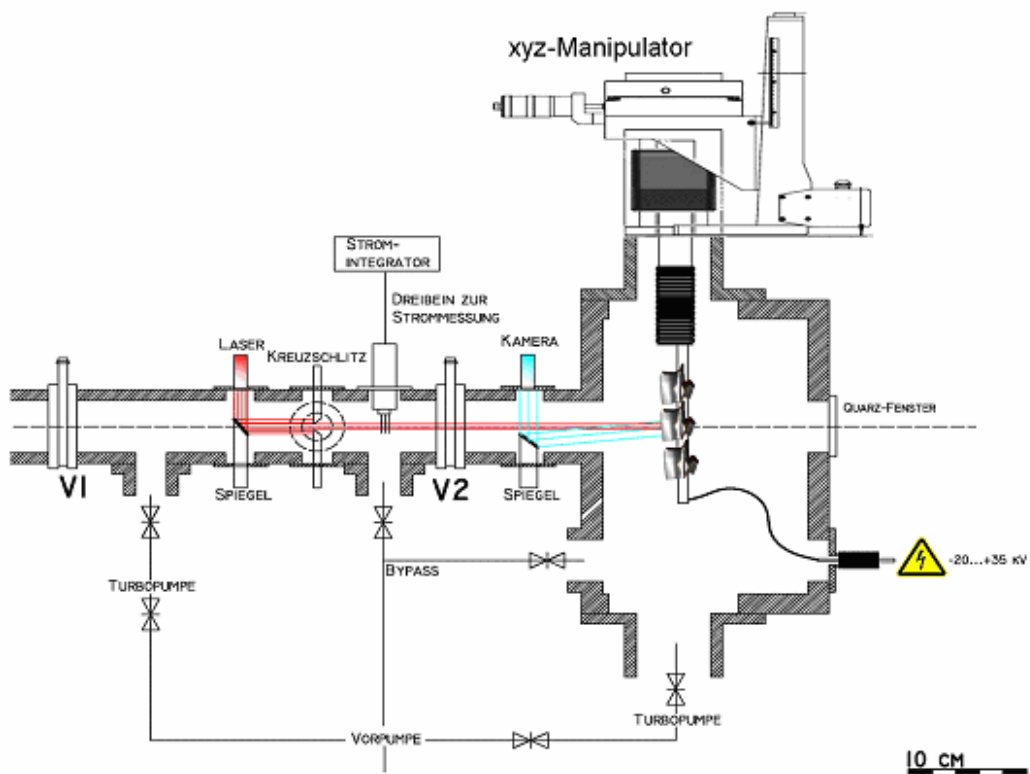 xyz-Manipulator
STROM-
INTEGRATOR
DREIBEIN ZUR
STROMMESSUNG
LASER
KREUZSCHLITZ
KAMERA
QUARZ-FENSTER
V1
SPIEGEL
V2
SPIEGEL
-20...+35 KV
BYPASS
TURBOPUMPE
TURBOPUMPE
VORPUMPE
10 CM